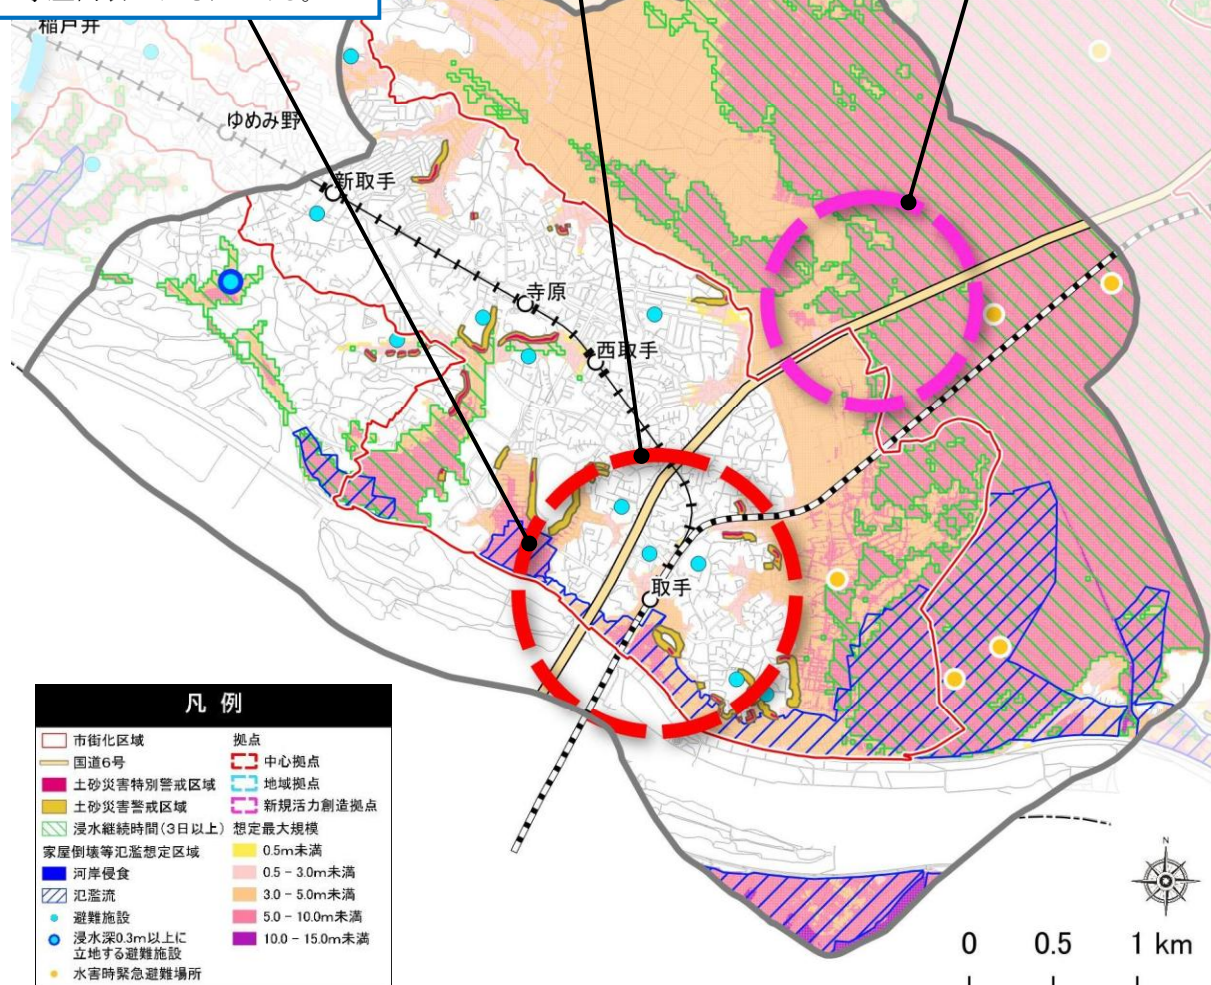 稲戸井
ゆめみ野
新取手
寺原
西取手
取手
凡 例
市街化区域
国道6号
土砂災害特別警戒区域
土砂災害警戒区域
浸水継続時間(3日以上)
家屋倒壊等氾濫想定区域
河岸侵食
氾濫流
避難施設
浸水深0.3m以上に
立地する避難施設
水害時緊急避難場所
拠点
中心拠点
地域拠点
新規活力創造拠点
想定最大規模
0.5m未満
0.5 - 3.0m未満
3.0 - 5.0m未満
5.0 - 10.0m未満
10.0 - 15.0m未満
N
0 0.5 1 km